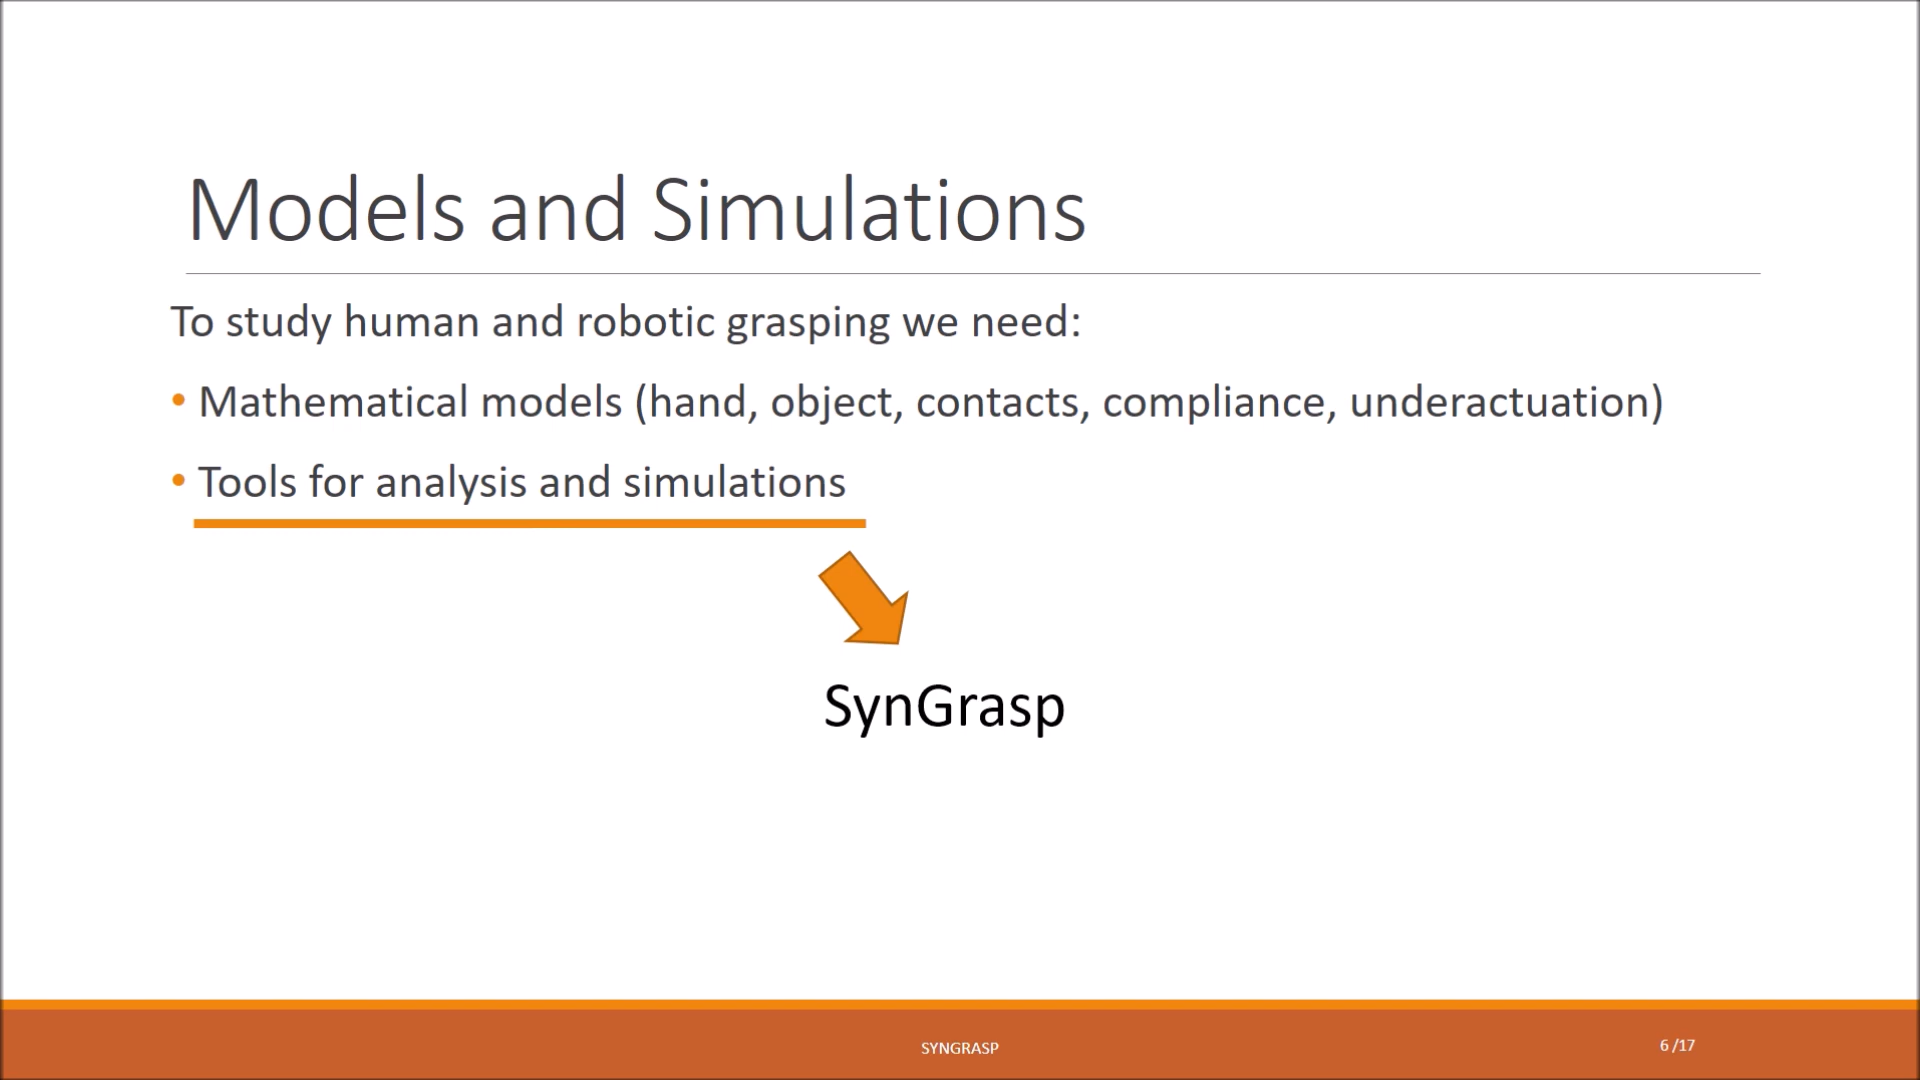 Models and Simulations
To study human and robotic grasping we need:
• Mathematical models (hand, object, contacts, compliance, underactuation)
• Tools for analysis and simulations
SynGrasp
SYNGRASP
6 /17